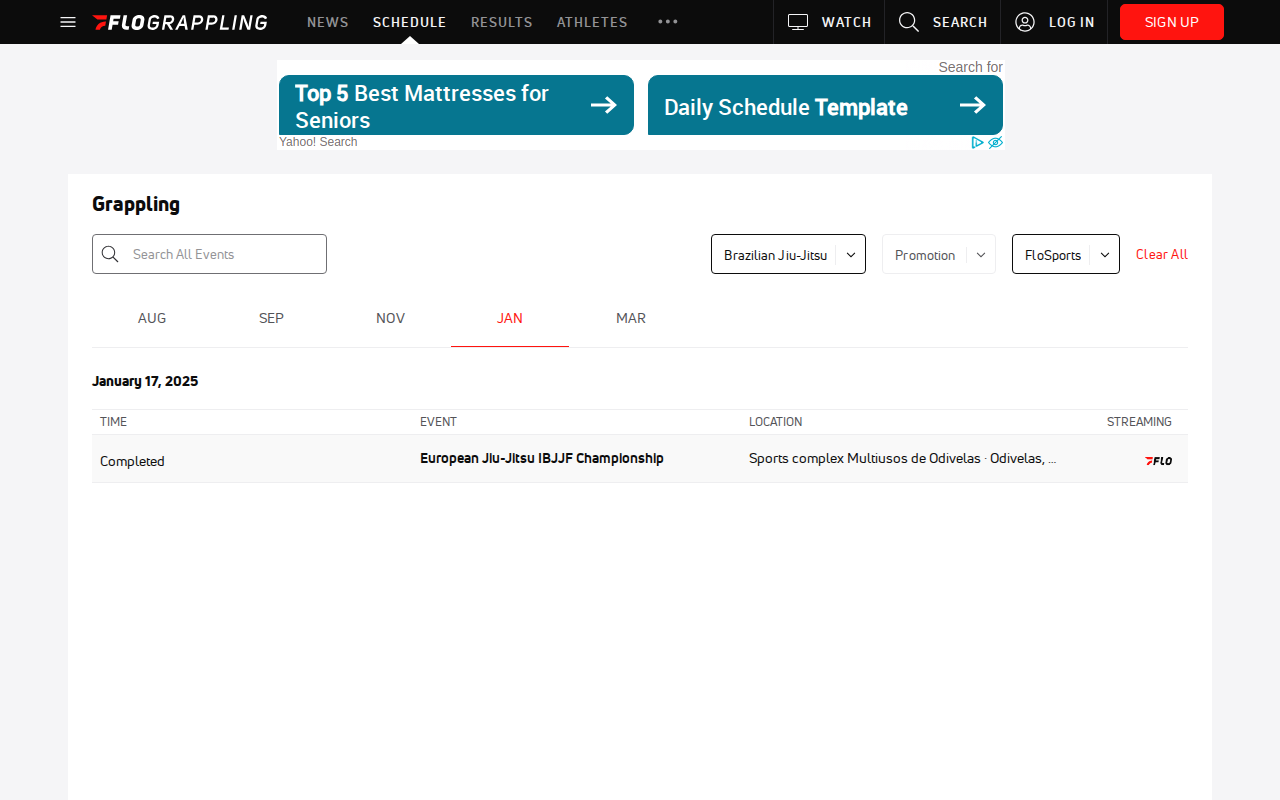 FLOGRAPPLING NEWS SCHEDULE RESULTS ATHLETES ••• WATCH SEARCH LOG IN SIGN UP
Search for
Top 5 Best Mattresses for
Seniors
Daily Schedule Template
Yahoo! Search
Grappling
Search All Events Brazilian Jiu-Jitsu Promotion FloSports Clear All
AUG SEP NOV JAN MAR
January 17, 2025
TIME EVENT LOCATION STREAMING
Completed European Jiu-Jitsu IBJJF Championship Sports complex Multiusos de Odivelas · Odivelas, ... FLO